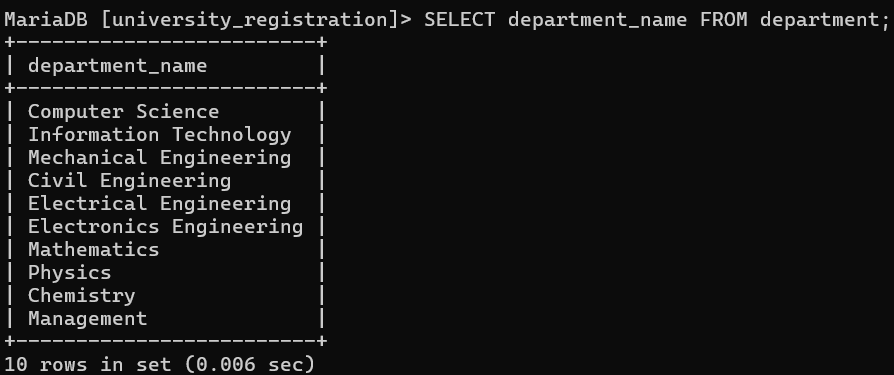 MariaDB [university_registration]> SELECT department_name FROM department;
+-------------------------+
| department_name         |
+-------------------------+
| Computer Science        |
| Information Technology  |
| Mechanical Engineering  |
| Civil Engineering       |
| Electrical Engineering  |
| Electronics Engineering |
| Mathematics             |
| Physics                 |
| Chemistry               |
| Management              |
+-------------------------+
10 rows in set (0.006 sec)